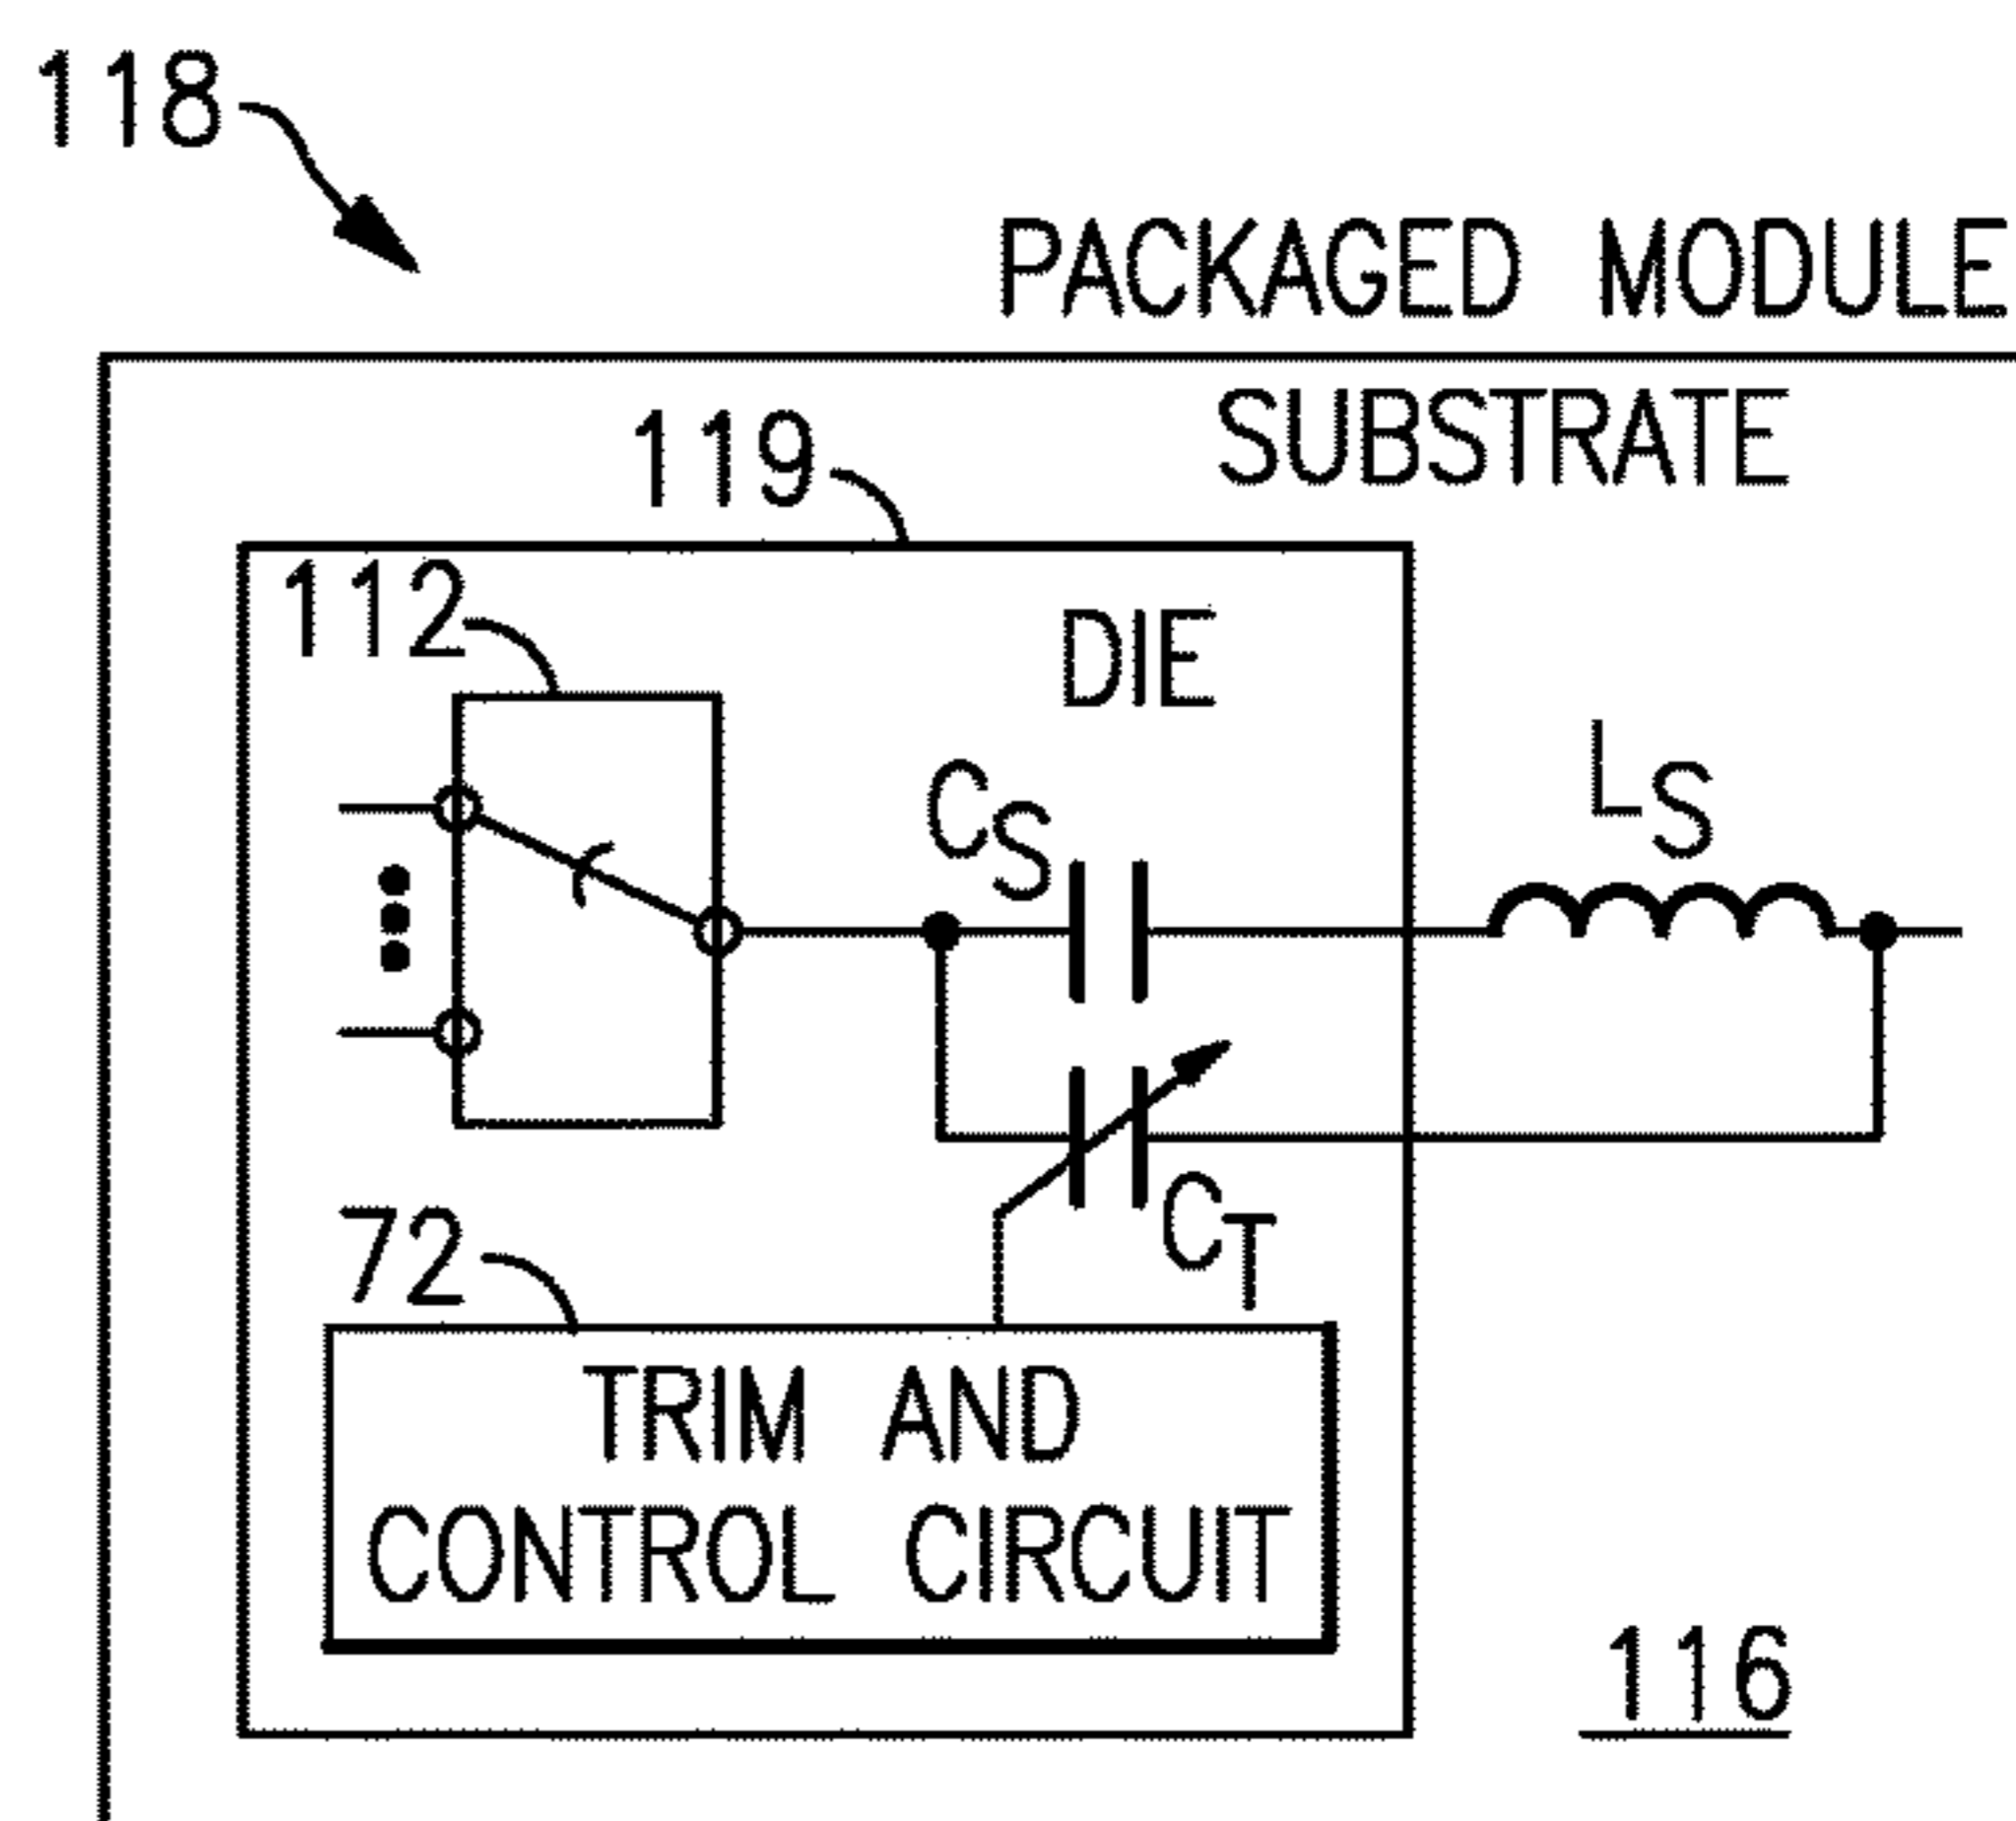 118
PACKAGED MODULE
SUBSTRATE
119
112
DIE
CS
LS
CT
72
TRIM AND
CONTROL CIRCUIT
116